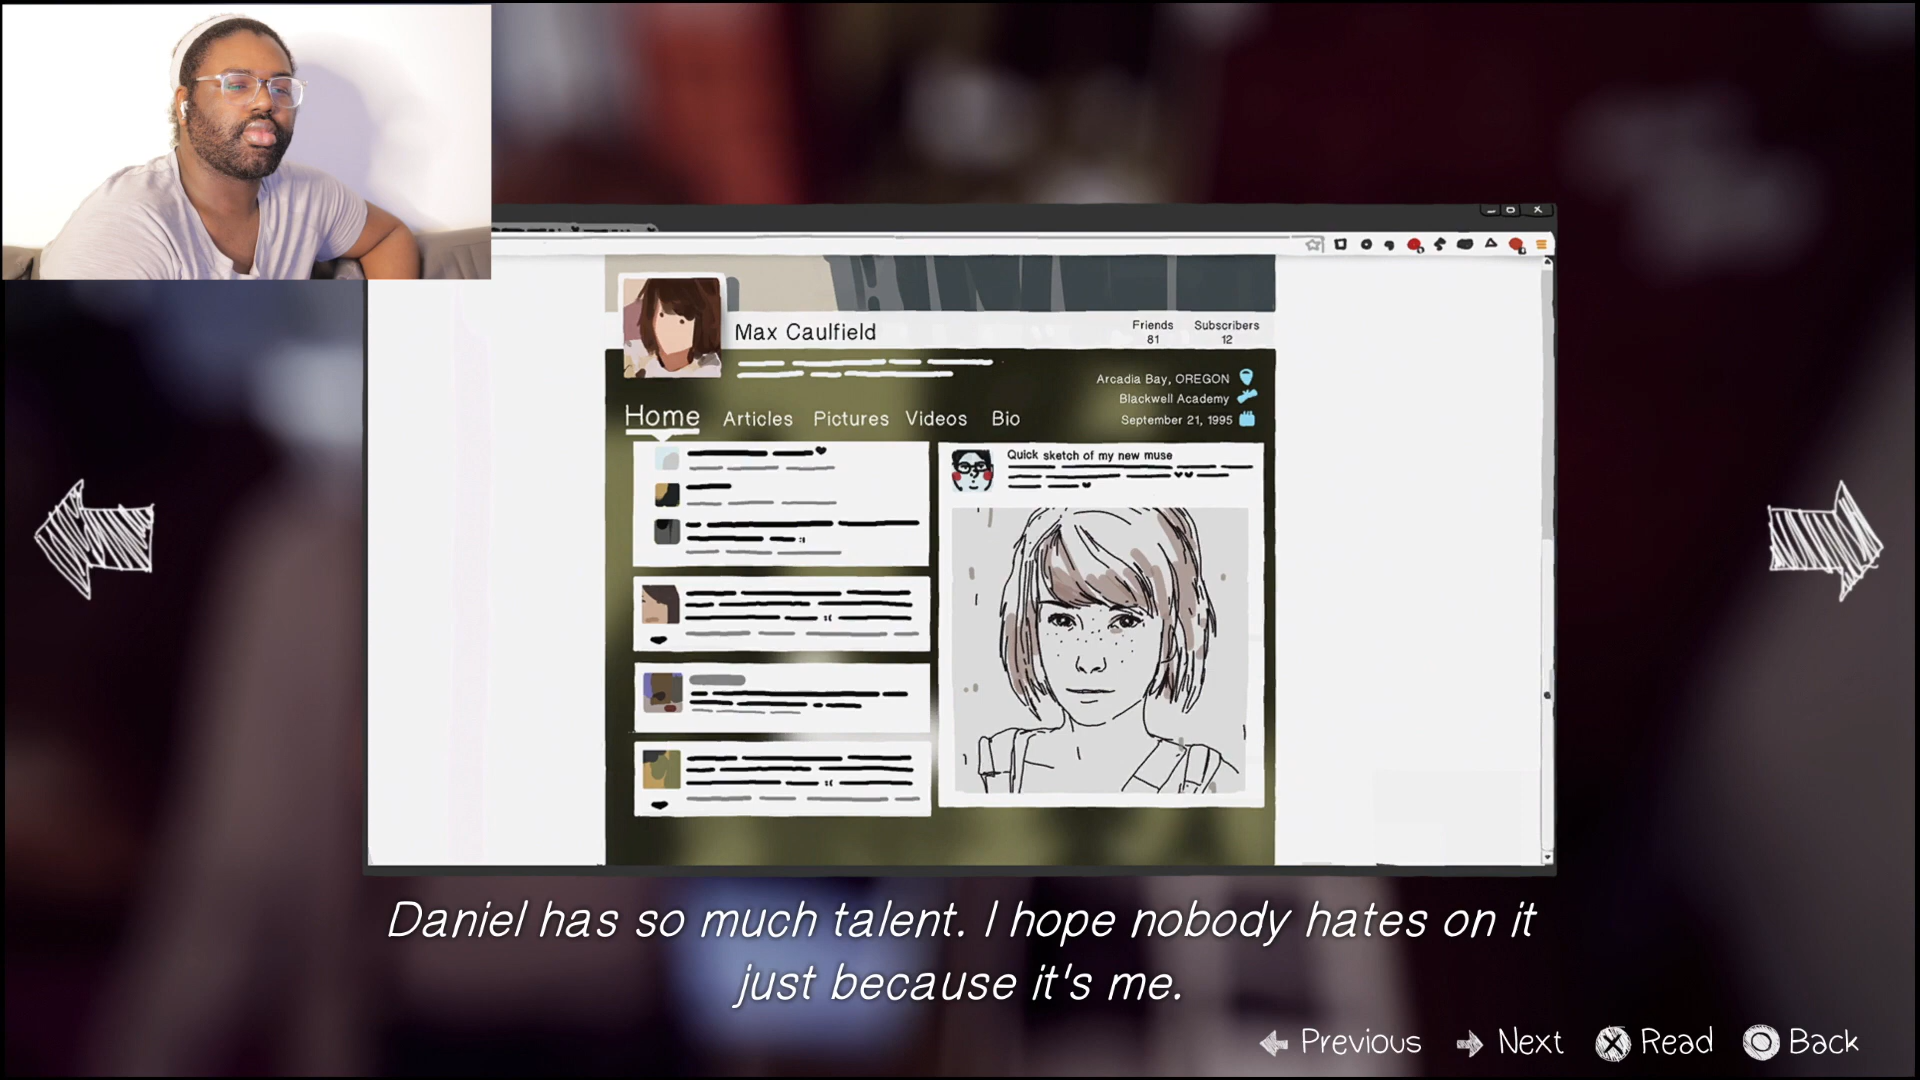 Max Caulfield
Friends
81
Subscribers
12
Arcadia Bay, OREGON
Blackwell Academy
September 21, 1995
Home
Articles
Pictures
Videos
Bio
Quick sketch of my new muse
Daniel has so much talent. I hope nobody hates on it
just because it's me.
Previous
Next
Read
Back